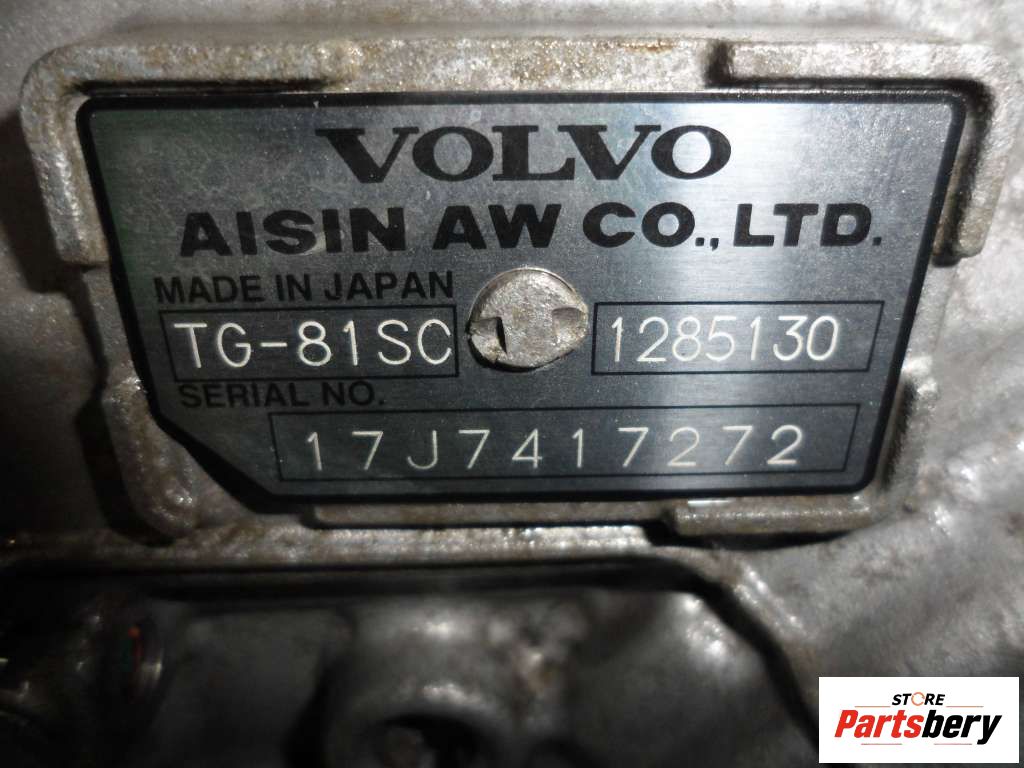 VOLVO
AISIN AW CO., LTD.
MADE IN JAPAN
TG-81SC 1285130
SERIAL NO.
17J7417272
STORE
Partsbery